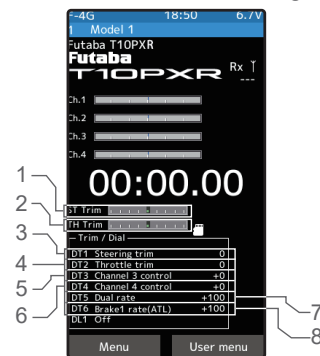 F-4G 18:50 6.7V
1 Model 1
Futaba T10PXR
Futaba
T10PXR
Rx
---
Ch.1
Ch.2
Ch.3
Ch.4
00:00.00
1
ST Trim
2
TH Trim
3
Trim / Dial
DT1 Steering trim 0
4
DT2 Throttle trim 0
5
DT3 Channel 3 control +0
6
DT4 Channel 4 control +0
DT5 Dual rate +100
7
DT6 Brake1 rate(ATL) +100
8
DL1 Off
Menu User menu